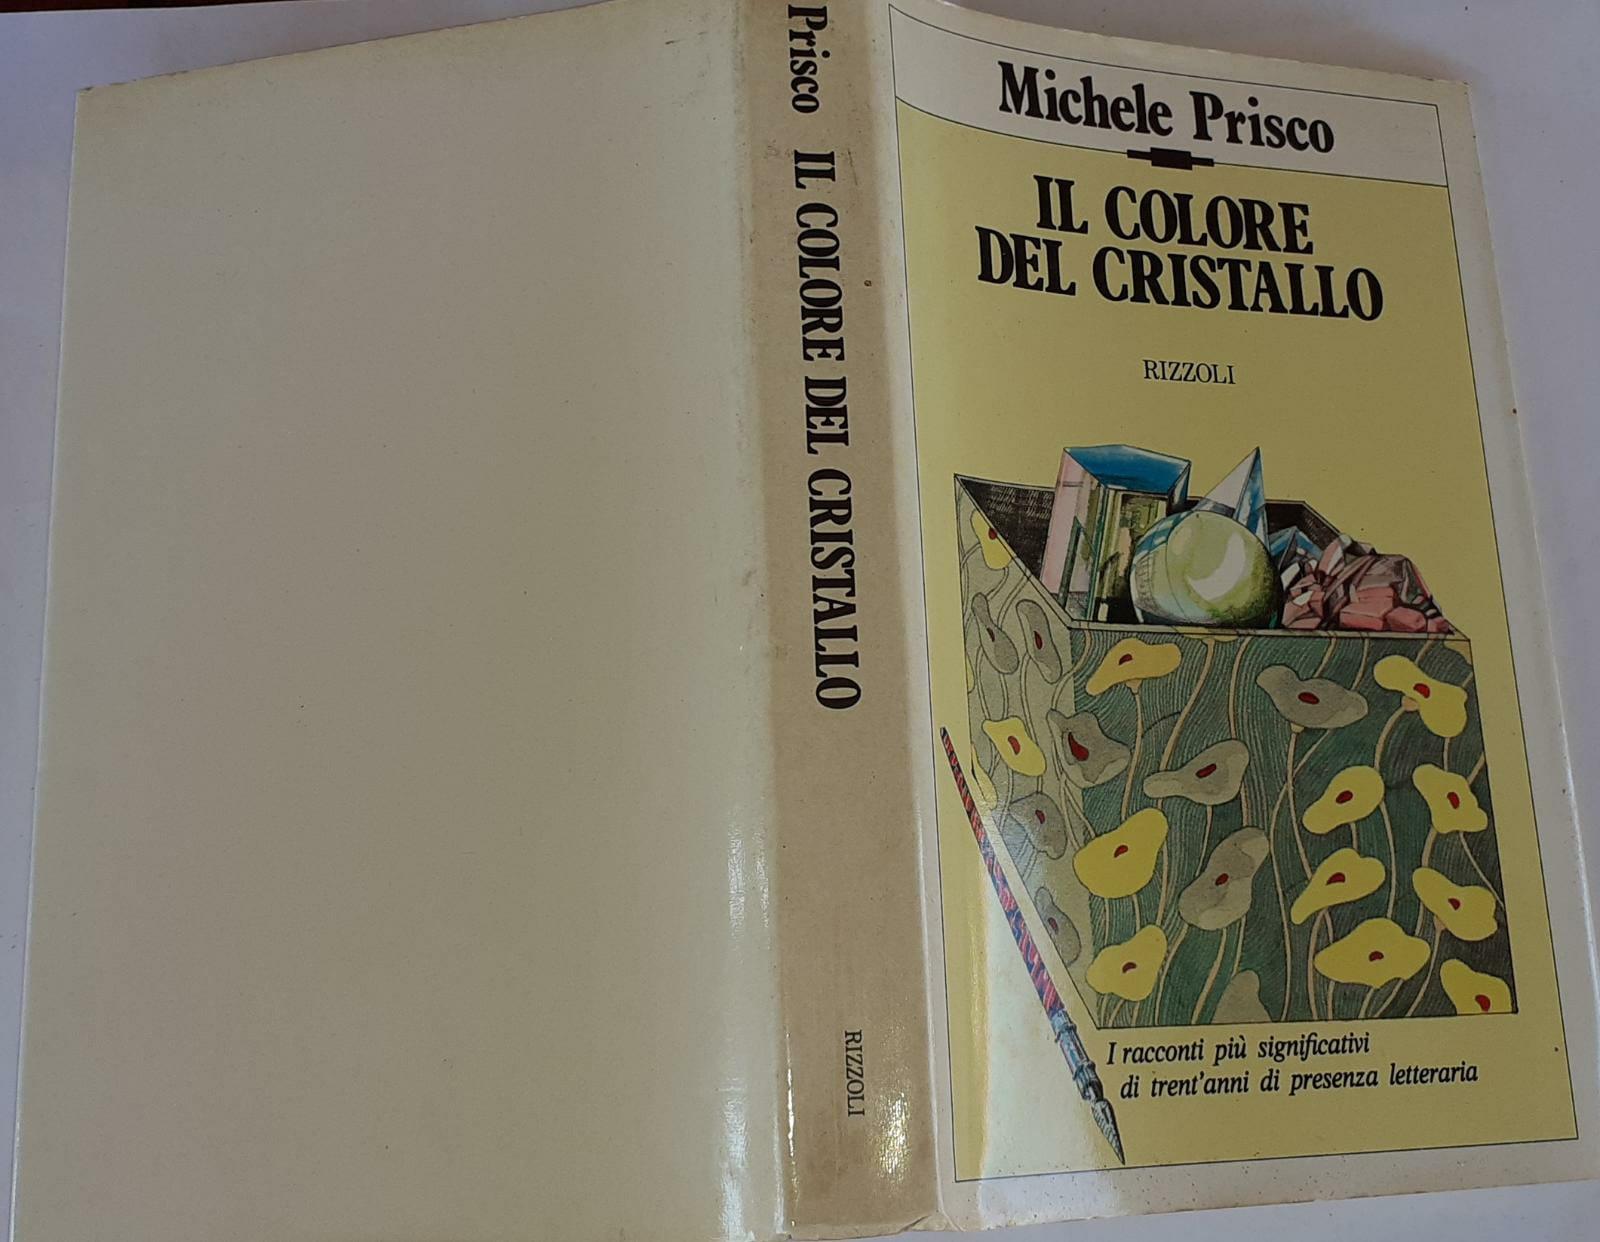 Prisco IL COLORE DEL CRISTALLO RIZZOLI
Michele Prisco
IL COLORE
DEL CRISTALLO
RIZZOLI
I racconti più significativi
di trent'anni di presenza letteraria